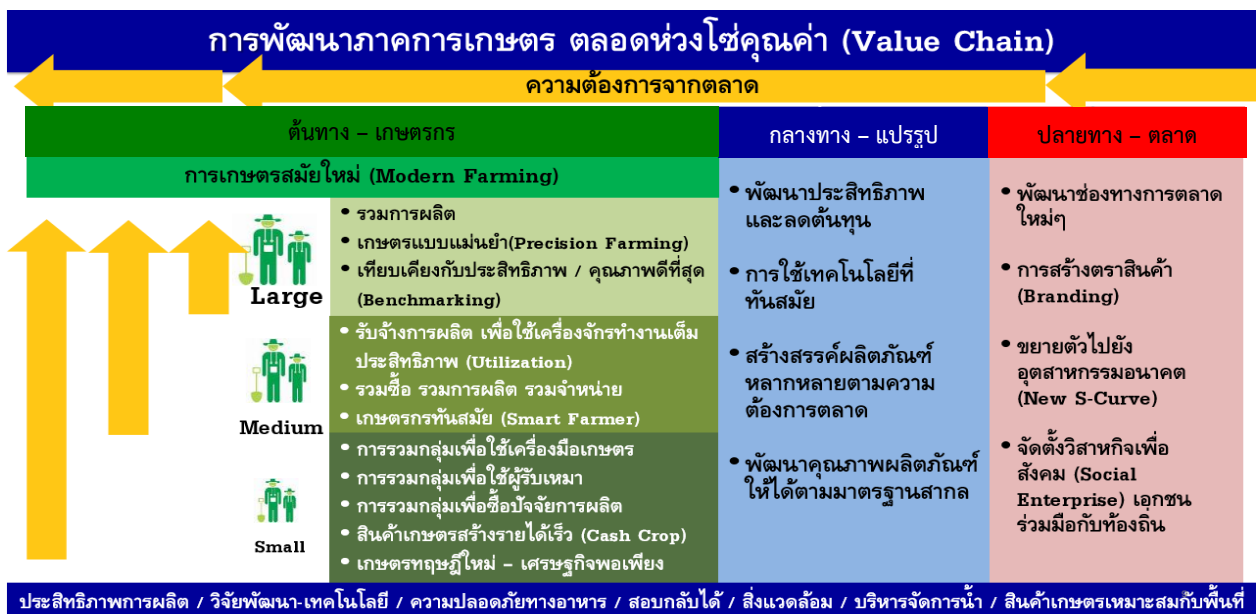 การพัฒนาภาคการเกษตร ตลอดห่วงโซ่คุณค่า (Value Chain)
ความต้องการจากตลาด
ต้นทาง – เกษตรกร
การเกษตรสมัยใหม่ (Modern Farming)
Large
• รวมการผลิต
• เกษตรแบบแม่นยำ(Precision Farming)
• เทียบเคียงกับประสิทธิภาพ / คุณภาพดีที่สุด
(Benchmarking)
Medium
• รับจ้างการผลิต เพื่อใช้เครื่องจักรทำงานเต็ม
ประสิทธิภาพ (Utilization)
• รวมซื้อ รวมการผลิต รวมจำหน่าย
• เกษตรกรทันสมัย (Smart Farmer)
Small
• การรวมกลุ่มเพื่อใช้เครื่องมือเกษตร
• การรวมกลุ่มเพื่อใช้ผู้รับเหมา
• การรวมกลุ่มเพื่อซื้อปัจจัยการผลิต
• สินค้าเกษตรสร้างรายได้เร็ว (Cash Crop)
• เกษตรทฤษฎีใหม่ – เศรษฐกิจพอเพียง
กลางทาง – แปรรูป
• พัฒนาประสิทธิภาพ
และลดต้นทุน
• การใช้เทคโนโลยีที่
ทันสมัย
• สร้างสรรค์ผลิตภัณฑ์
หลากหลายตามความ
ต้องการตลาด
• พัฒนาคุณภาพผลิตภัณฑ์
ให้ได้ตามมาตรฐานสากล
ปลายทาง – ตลาด
• พัฒนาช่องทางการตลาด
ใหม่ๆ
• การสร้างตราสินค้า
(Branding)
• ขยายตัวไปยัง
อุตสาหกรรมอนาคต
(New S-Curve)
• จัดตั้งวิสาหกิจเพื่อ
สังคม (Social
Enterprise) เอกชน
ร่วมมือกับท้องถิ่น
ประสิทธิภาพการผลิต / วิจัยพัฒนา-เทคโนโลยี / ความปลอดภัยทางอาหาร / สอบกลับได้ / สิ่งแวดล้อม / บริหารจัดการน้ำ / สินค้าเกษตรเหมาะสมกับพื้นที่